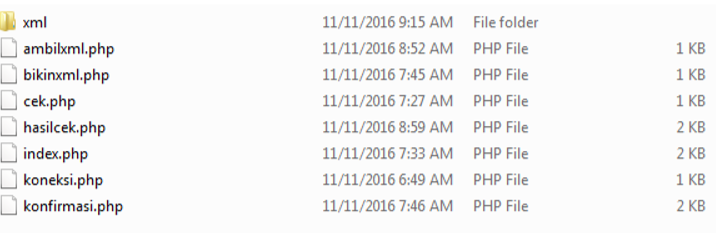 xml 11/11/2016 9:15 AM File folder
ambilxml.php 11/11/2016 8:52 AM PHP File 1 KB
bikinxml.php 11/11/2016 7:45 AM PHP File 1 KB
cek.php 11/11/2016 7:27 AM PHP File 1 KB
hasilcek.php 11/11/2016 8:59 AM PHP File 2 KB
index.php 11/11/2016 7:33 AM PHP File 2 KB
koneksi.php 11/11/2016 6:49 AM PHP File 1 KB
konfirmasi.php 11/11/2016 7:46 AM PHP File 2 KB